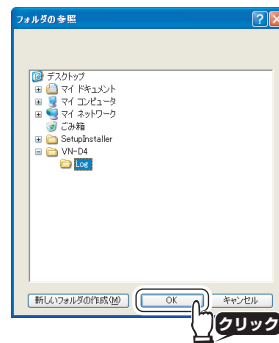 フォルダの参照
デスクトップ
マイ ドキュメント
マイ コンピュータ
マイ ネットワーク
ごみ箱
SetupInstaller
VN-D4
Log
新しいフォルダの作成(M)
OK
キャンセル
クリック